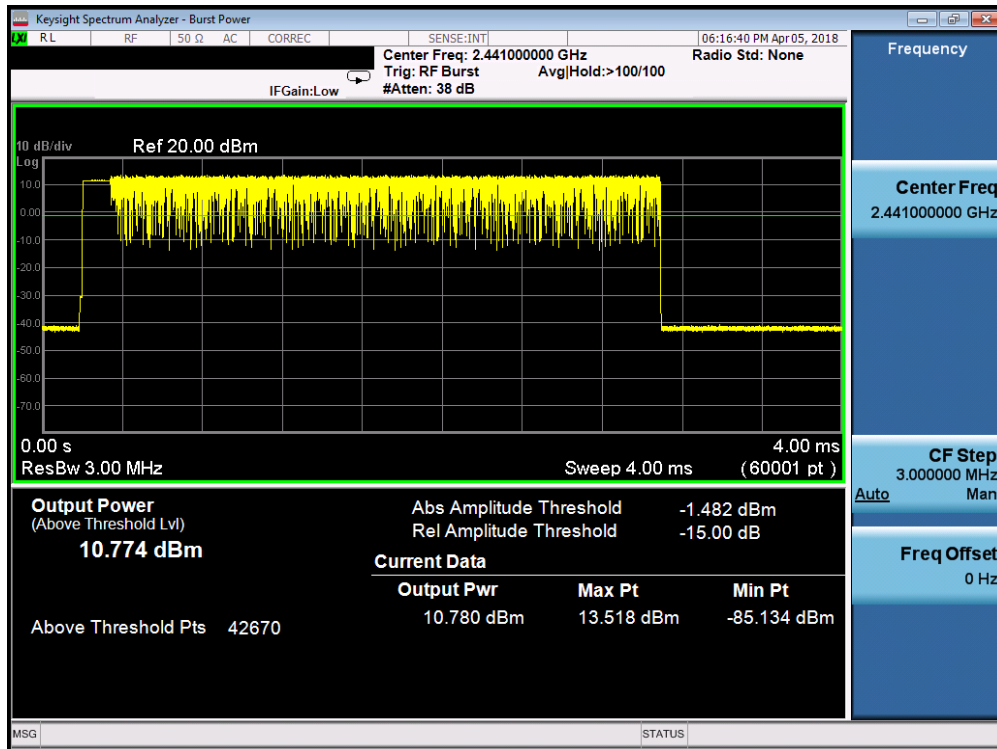 Keysight Spectrum Analyzer - Burst Power
LXI RL RF 50 Ω AC CORREC SENSE:INT 06:16:40 PM Apr 05, 2018
Center Freq: 2.441000000 GHz Radio Std: None
Trig: RF Burst Avg|Hold:>100/100
IFGain:Low #Atten: 38 dB
Frequency
10 dB/div Ref 20.00 dBm
Log
10.0
0.00
-10.0
-20.0
-30.0
-40.0
-50.0
-60.0
-70.0
0.00 s 4.00 ms
ResBw 3.00 MHz Sweep 4.00 ms (60001 pt )
Center Freq
2.441000000 GHz
CF Step
3.000000 MHz
Auto Man
Freq Offset
0 Hz
Output Power
(Above Threshold Lvl)
10.774 dBm
Above Threshold Pts 42670
Abs Amplitude Threshold -1.482 dBm
Rel Amplitude Threshold -15.00 dB
Current Data
Output Pwr Max Pt Min Pt
10.780 dBm 13.518 dBm -85.134 dBm
MSG STATUS